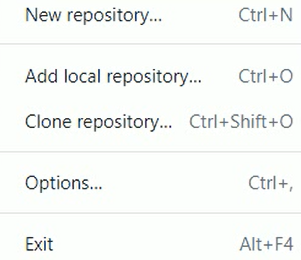 New repository... Ctrl+N
Add local repository... Ctrl+O
Clone repository... Ctrl+Shift+O
Options... Ctrl+,
Exit Alt+F4